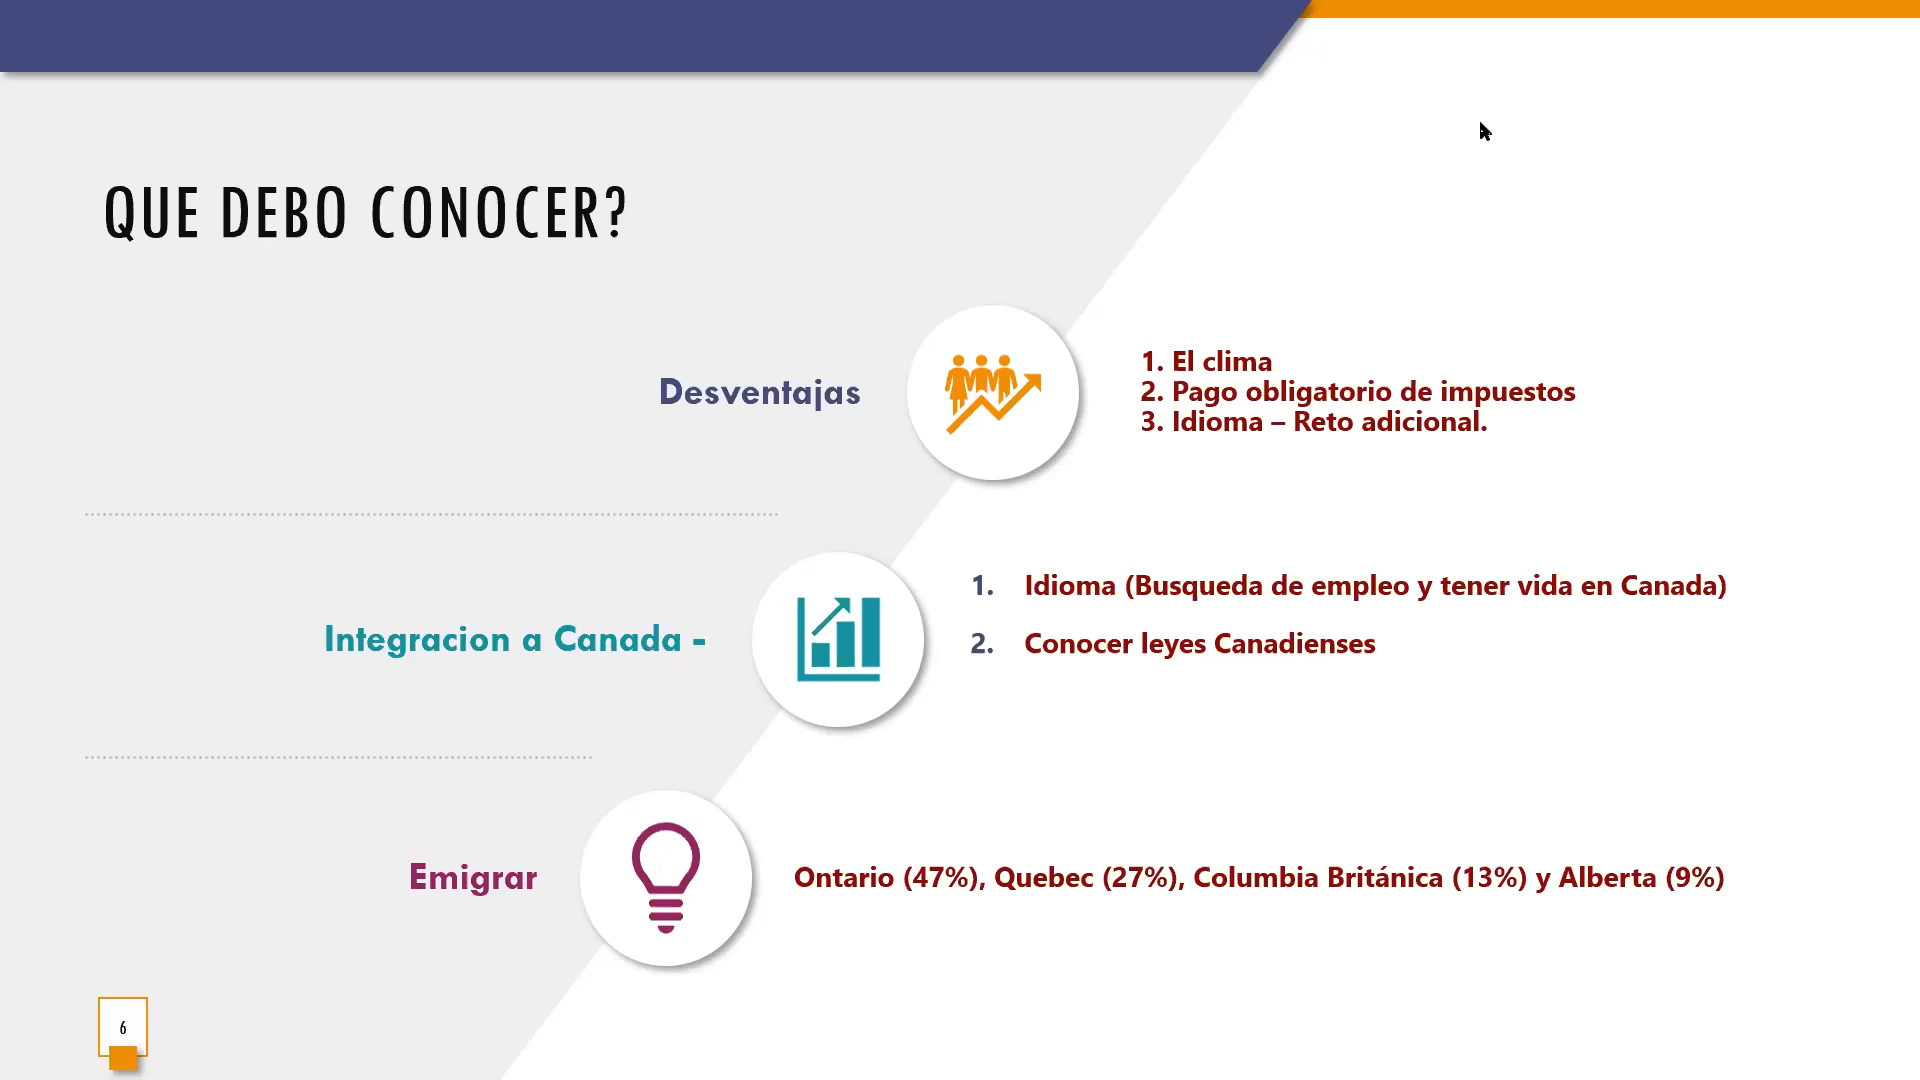 QUE DEBO CONOCER?
Desventajas
1. El clima
2. Pago obligatorio de impuestos
3. Idioma – Reto adicional.
Integracion a Canada -
1. Idioma (Busqueda de empleo y tener vida en Canada)
2. Conocer leyes Canadienses
Emigrar
Ontario (47%), Quebec (27%), Columbia Británica (13%) y Alberta (9%)
6